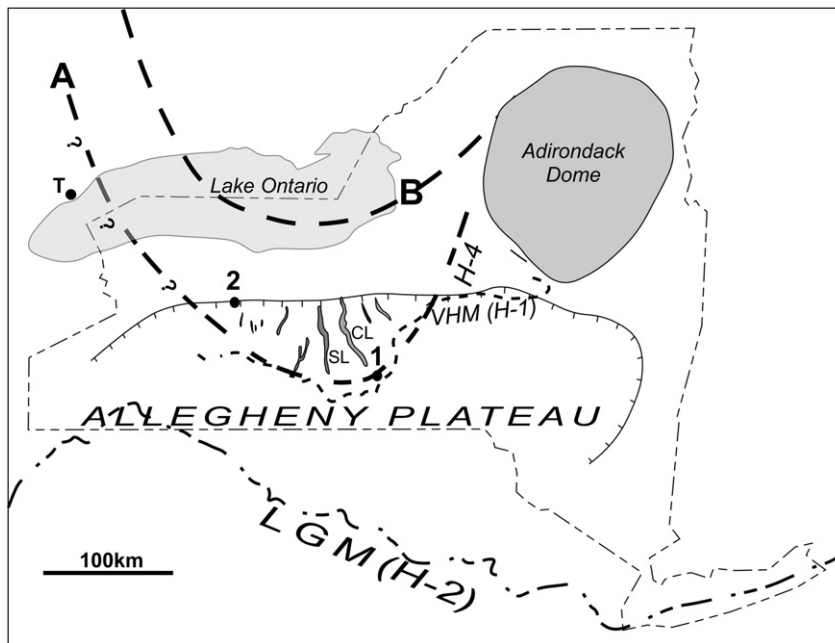 A
?
T
?
Lake Ontario
B
Adirondack
Dome
?
H-4
2
VHM (H-1)
CL
SL
1
ALLEGHENY PLATEAU
LGM (H-2)
100km